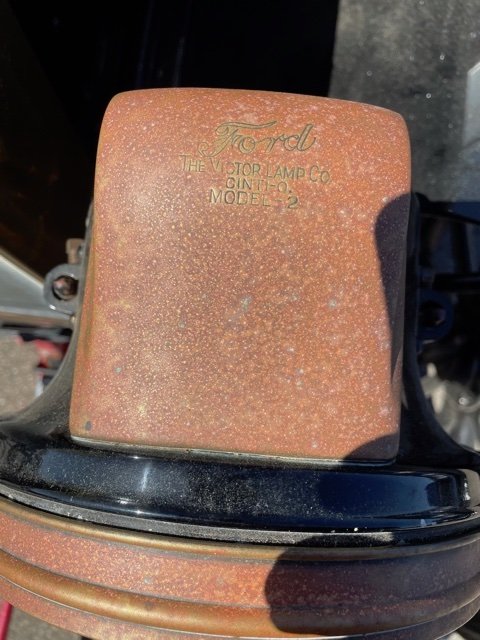 Ford
THE VICTOR LAMP CO.
CINTI-O.
MODEL-2